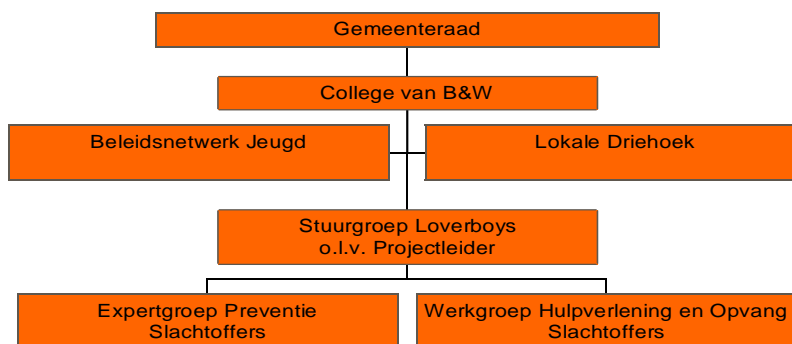 Gemeenteraad
College van B&W
Beleidsnetwerk Jeugd
Lokale Driehoek
Stuurgroep Loverboys
o.l.v. Projectleider
Expertgroep Preventie
Slachtoffers
Werkgroep Hulpverlening en Opvang
Slachtoffers